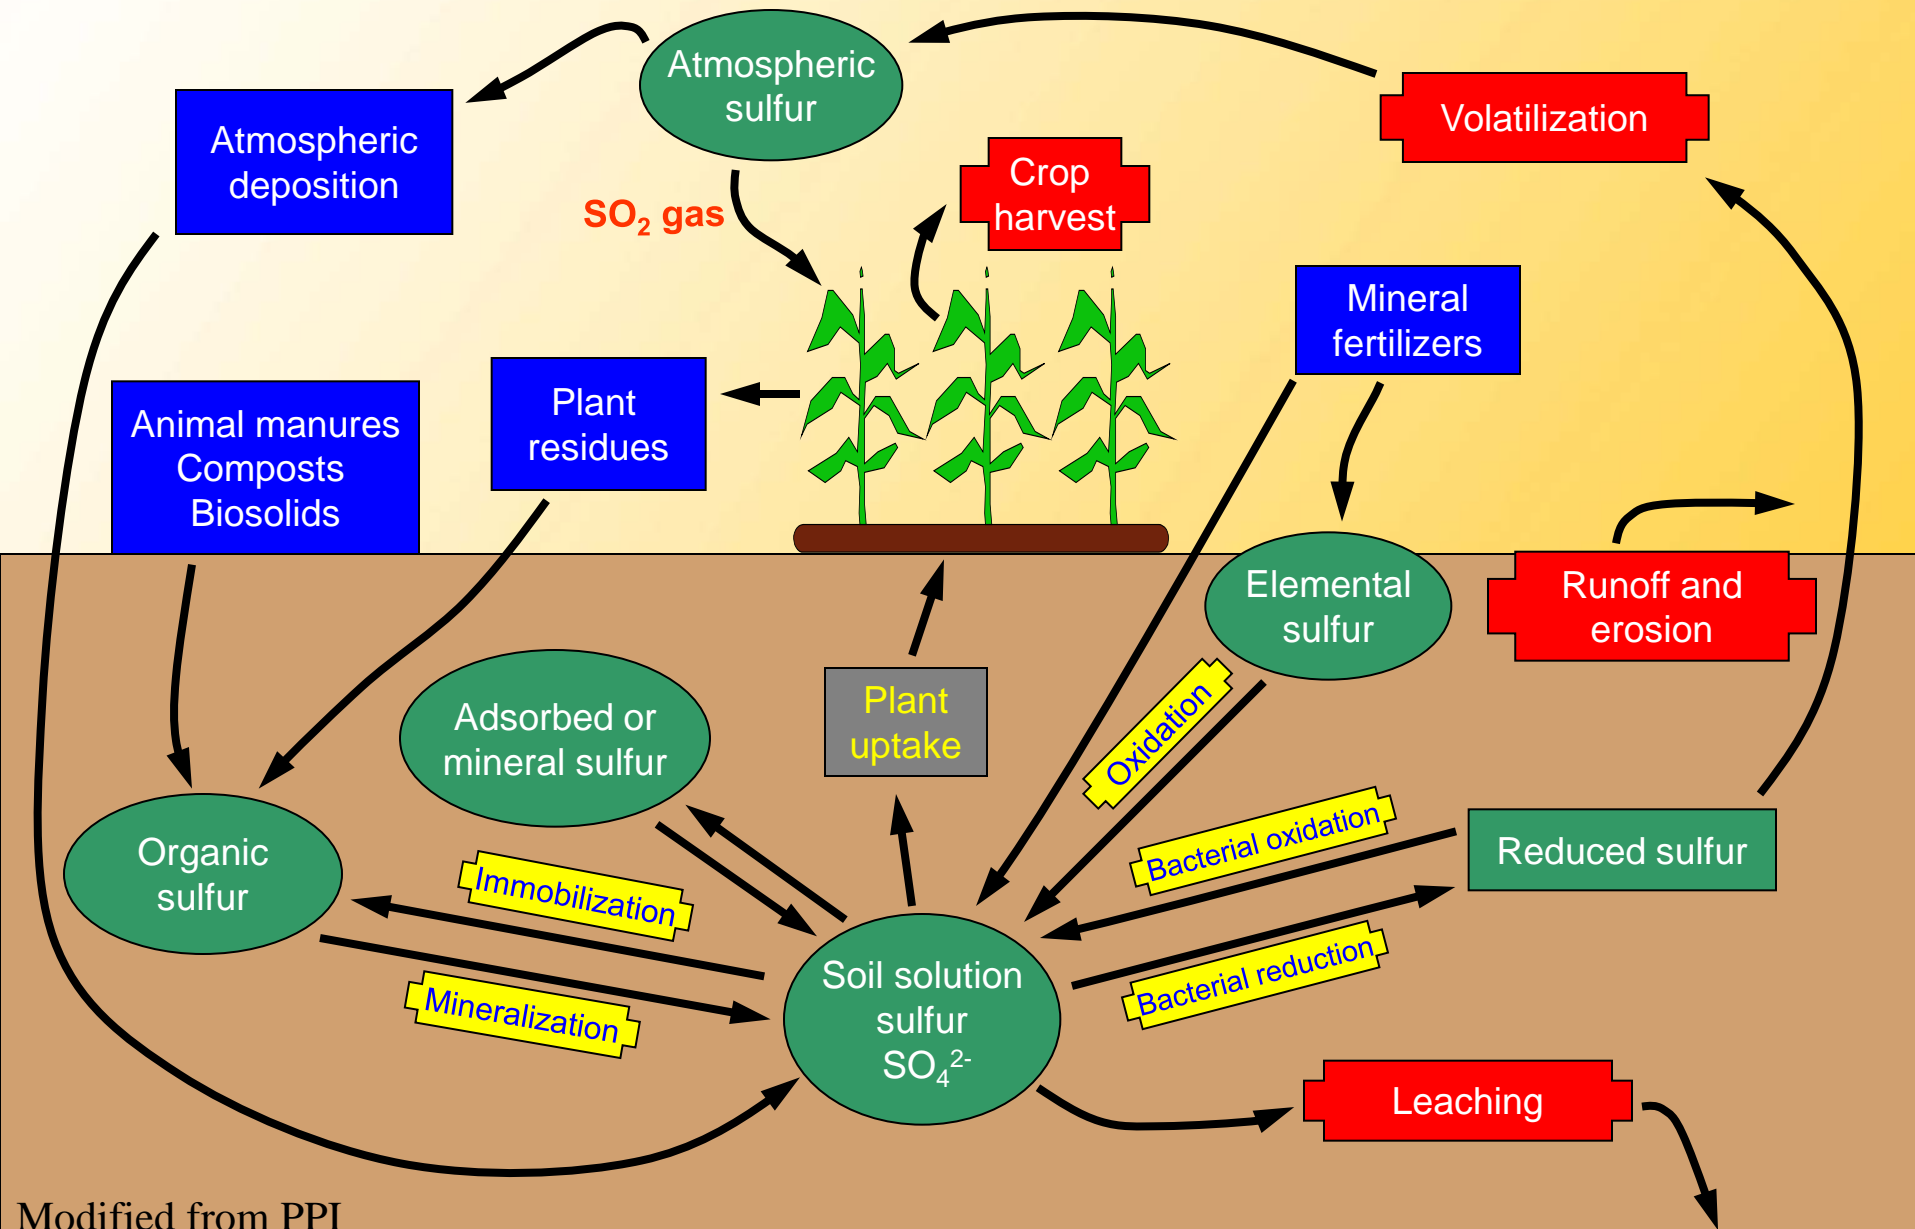 Atmospheric
sulfur
Atmospheric
deposition
Volatilization
Crop
harvest
SO₂ gas
Mineral
fertilizers
Plant
residues
Animal manures
Composts
Biosolids
Elemental
sulfur
Runoff and
erosion
Adsorbed or
mineral sulfur
Plant
uptake
Oxidation
Organic
sulfur
Immobilization
Mineralization
Bacterial oxidation
Reduced sulfur
Bacterial reduction
Soil solution
sulfur
SO₄²⁻
Leaching
Modified from PPI